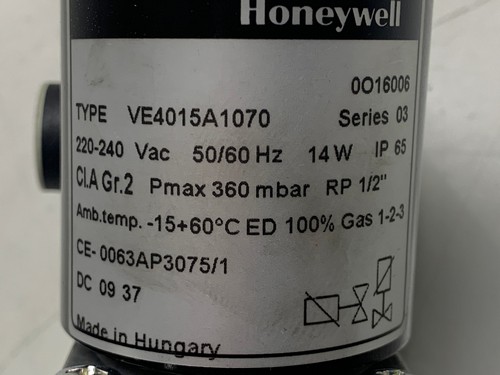 Honeywell
0O16006
TYPE VE4015A1070 Series 03
220-240 Vac 50/60 Hz 14W IP 65
Cl.A Gr.2 Pmax 360 mbar RP 1/2"
Amb.temp. -15+60°C ED 100% Gas 1-2-3
CE-0063AP3075/1
DC 09 37
Made in Hungary